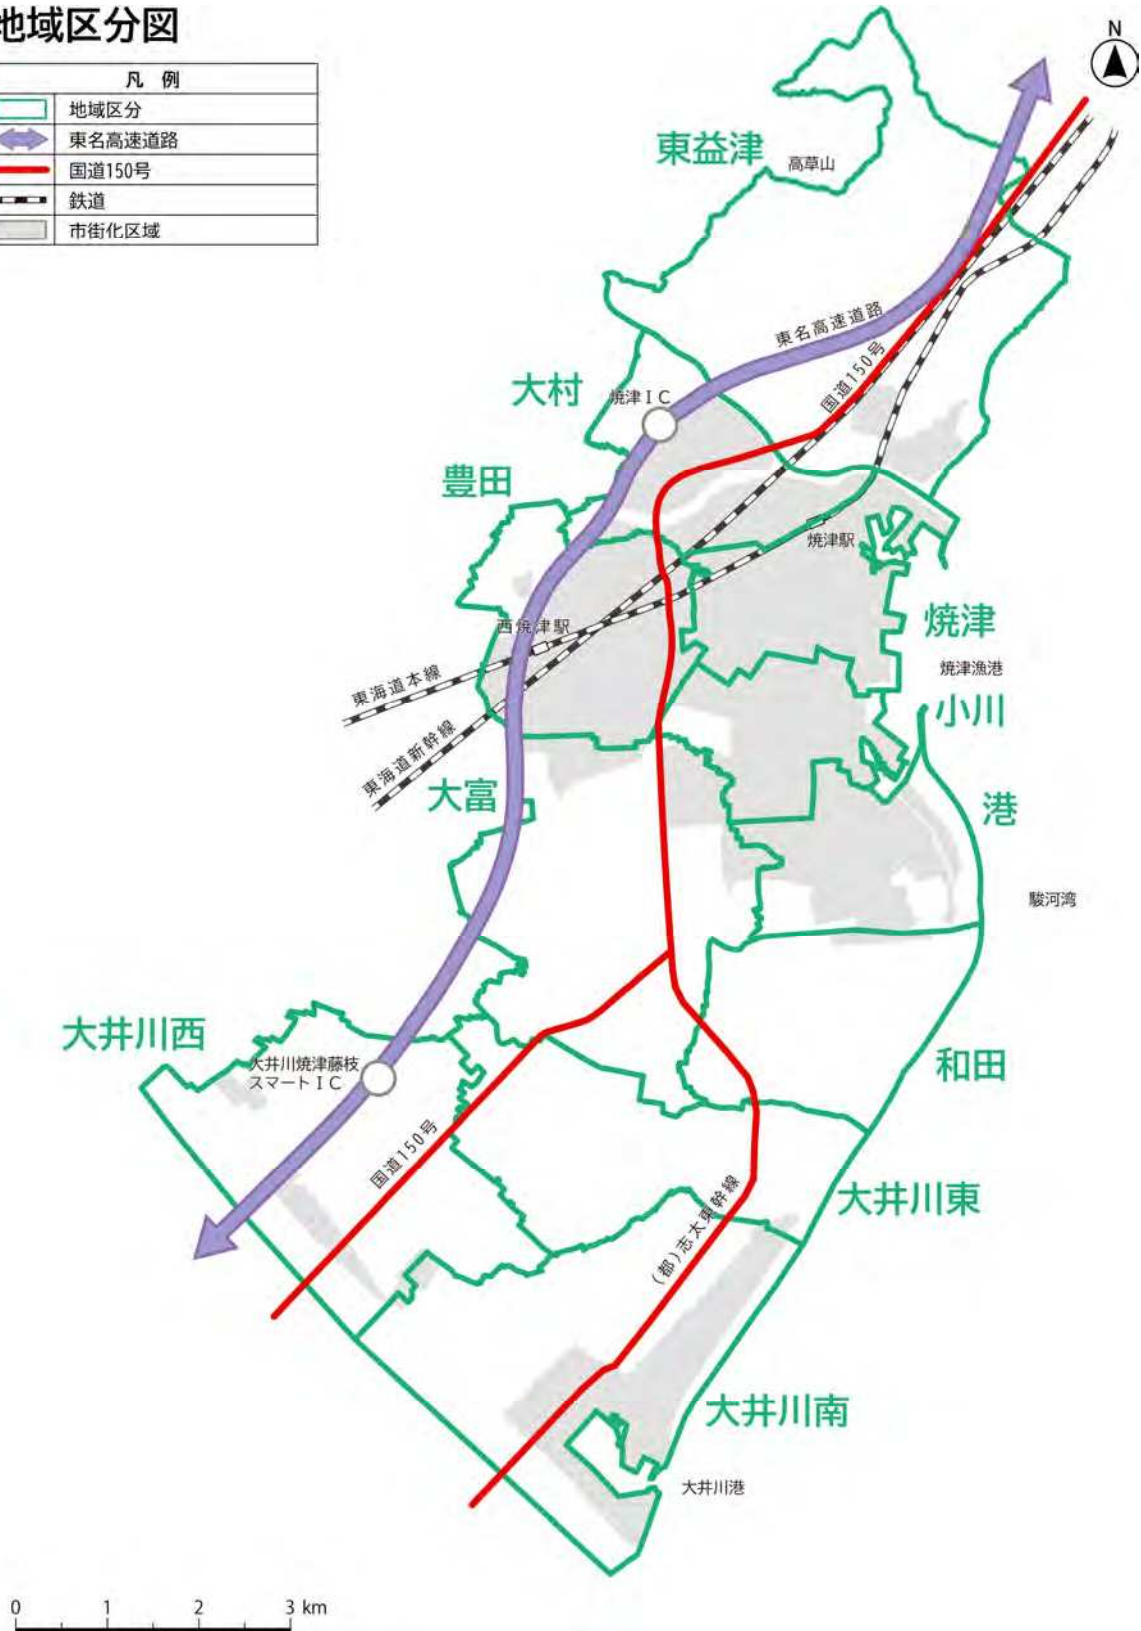 地域区分図
凡 例
地域区分
東名高速道路
国道150号
鉄道
市街化区域
N
東益津
高草山
東名高速道路
国道150号
大村
焼津IC
豊田
焼津駅
西焼津駅
焼津
焼津漁港
東海道本線
小川
東海道新幹線
大富
港
駿河湾
大井川西
大井川焼津藤枝
スマートIC
和田
国道150号
(都)志太東幹線
大井川東
大井川南
大井川港
0 1 2 3 km